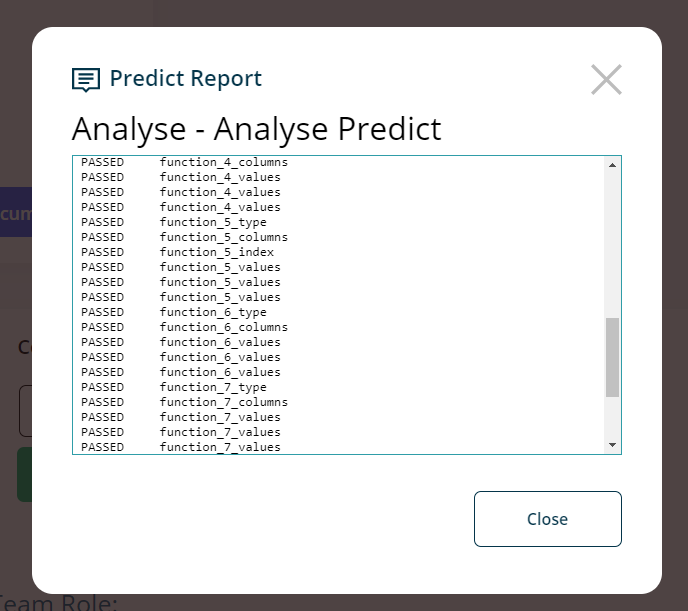 Predict Report
Analyse - Analyse Predict
PASSED function_4_columns
PASSED function_4_values
PASSED function_4_values
PASSED function_4_values
PASSED function_5_type
PASSED function_5_columns
PASSED function_5_index
PASSED function_5_values
PASSED function_5_values
PASSED function_5_values
PASSED function_6_type
PASSED function_6_columns
PASSED function_6_values
PASSED function_6_values
PASSED function_6_values
PASSED function_7_type
PASSED function_7_columns
PASSED function_7_values
PASSED function_7_values
PASSED function_7_values
Close
Team Role: